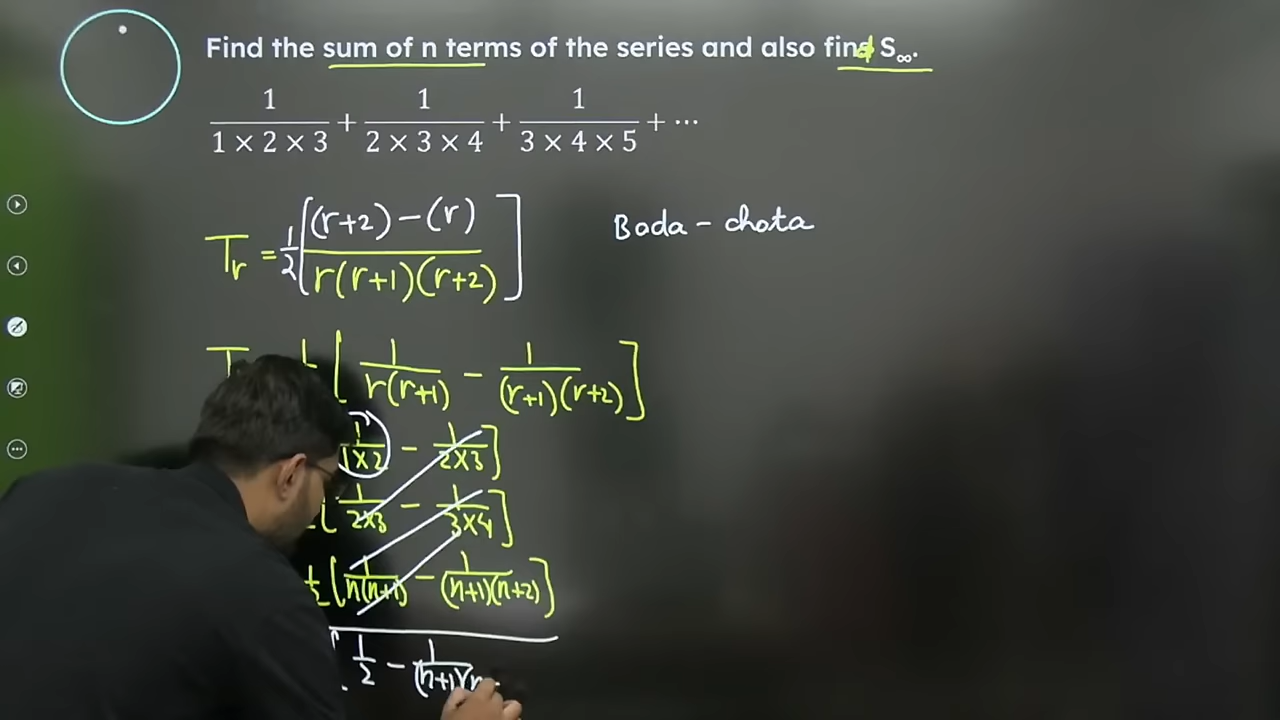 Find the sum of n terms of the series and also find S∞.
1/(1 × 2 × 3) + 1/(2 × 3 × 4) + 1/(3 × 4 × 5) + ⋯
Tr = 1/2 [((r+2) − (r))/(r(r+1)(r+2))]
Boda - chota
T [1/(r(r+1)) − 1/((r+1)(r+2))]
1/(1×2) − 1/(2×3)]
[1/(2×3) − 1/(3×4)]
1/2 [1/(n(n+1)) − 1/((n+1)(n+2))]
[1/2 − 1/((n+1)(n